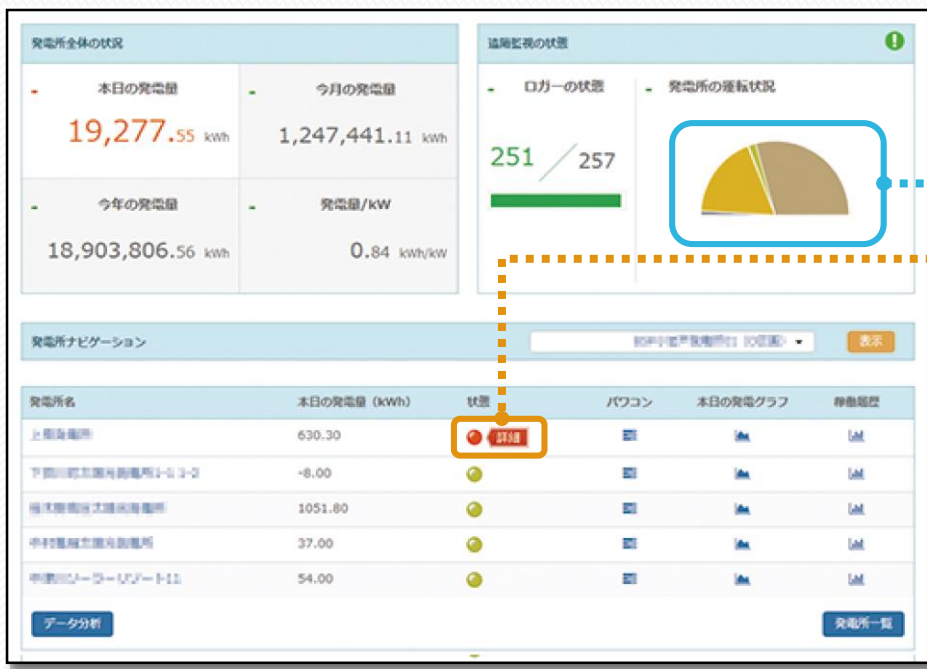 発電所全体の状況
本日の発電量
19,277.55 kWh
今月の発電量
1,247,441.11 kWh
今年の発電量
18,903,806.56 kWh
発電量/kW
0.84 kWh/kW
遠隔監視の状態
ロガーの状態
251 / 257
発電所の運転状況
発電所ナビゲーション
表示
発電所名 本日の発電量 (kWh) 状態 パワコン 本日の発電グラフ 稼働履歴
630.30 詳細
-8.00
1051.80
37.00
54.00
データ分析
発電所一覧